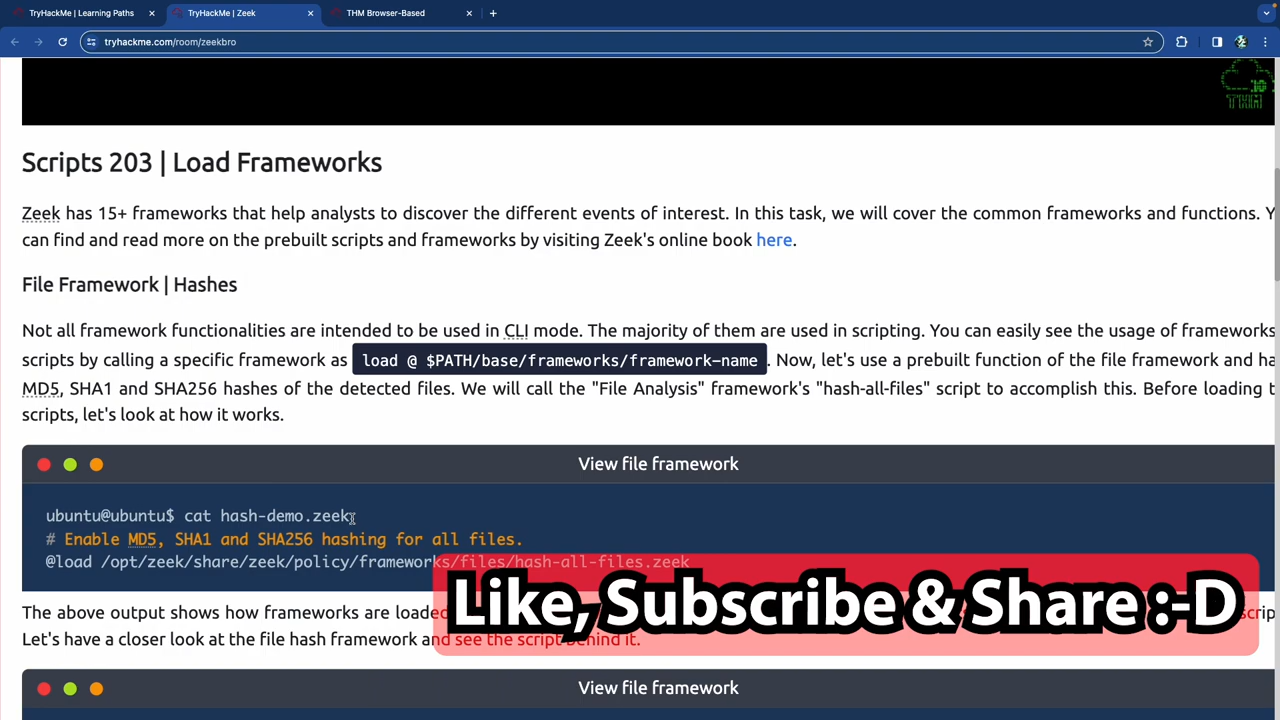 TryHackMe | Learning Paths
TryHackMe | Zeek
THM Browser-Based
tryhackme.com/room/zeekbro
Scripts 203 | Load Frameworks
Zeek has 15+ frameworks that help analysts to discover the different events of interest. In this task, we will cover the common frameworks and functions. Y
can find and read more on the prebuilt scripts and frameworks by visiting Zeek's online book here.
File Framework | Hashes
Not all framework functionalities are intended to be used in CLI mode. The majority of them are used in scripting. You can easily see the usage of frameworks
scripts by calling a specific framework as load @ $PATH/base/frameworks/framework-name. Now, let's use a prebuilt function of the file framework and ha
MD5, SHA1 and SHA256 hashes of the detected files. We will call the "File Analysis" framework's "hash-all-files" script to accomplish this. Before loading t
scripts, let's look at how it works.
View file framework
ubuntu@ubuntu$ cat hash-demo.zeek
# Enable MD5, SHA1 and SHA256 hashing for all files.
@load /opt/zeek/share/zeek/policy/frameworks/files/hash-all-files.zeek
The above output shows how frameworks are loade
Like, Subscribe & Share :-D
Let's have a closer look at the file hash framework and see the script behind it.
View file framework